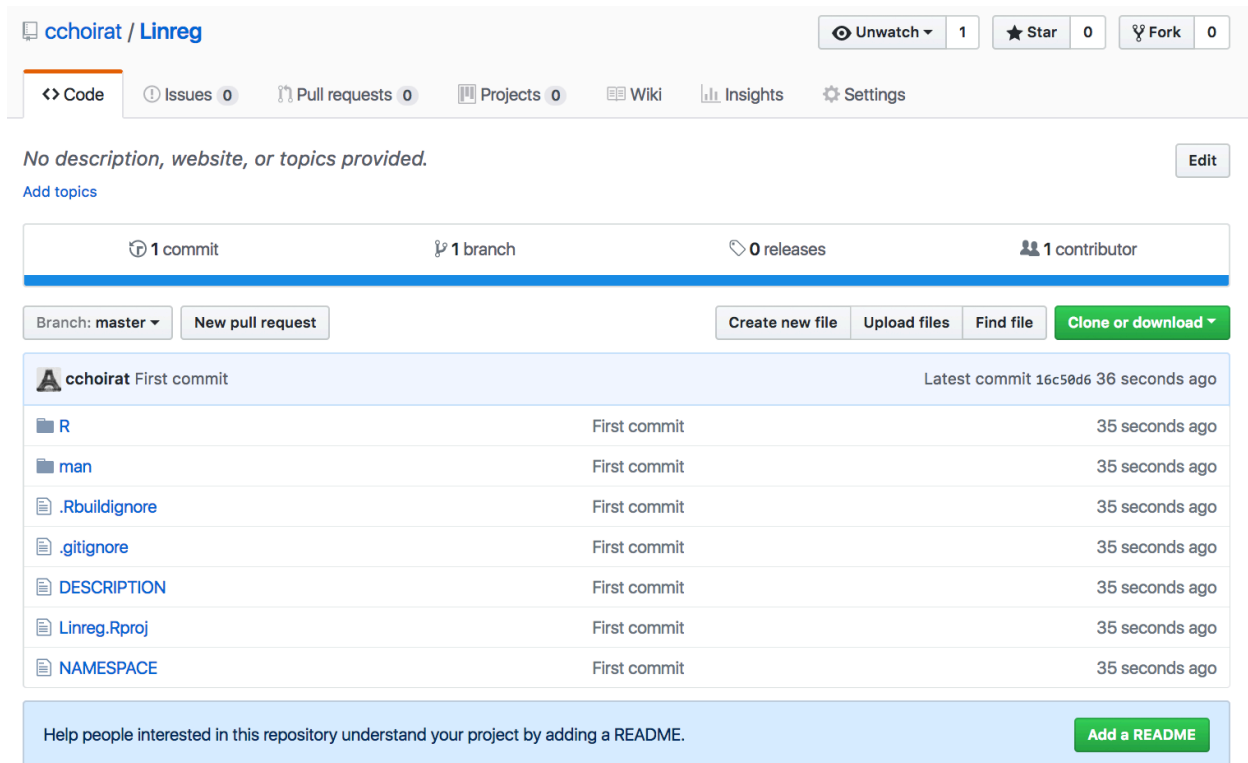 cchoirat / Linreg Unwatch 1 Star 0 Fork 0
Code Issues 0 Pull requests 0 Projects 0 Wiki Insights Settings
No description, website, or topics provided. Edit
Add topics
1 commit 1 branch 0 releases 1 contributor
Branch: master New pull request Create new file Upload files Find file Clone or download
cchoirat First commit Latest commit 16c50d6 36 seconds ago
R First commit 35 seconds ago
man First commit 35 seconds ago
.Rbuildignore First commit 35 seconds ago
.gitignore First commit 35 seconds ago
DESCRIPTION First commit 35 seconds ago
Linreg.Rproj First commit 35 seconds ago
NAMESPACE First commit 35 seconds ago
Help people interested in this repository understand your project by adding a README. Add a README